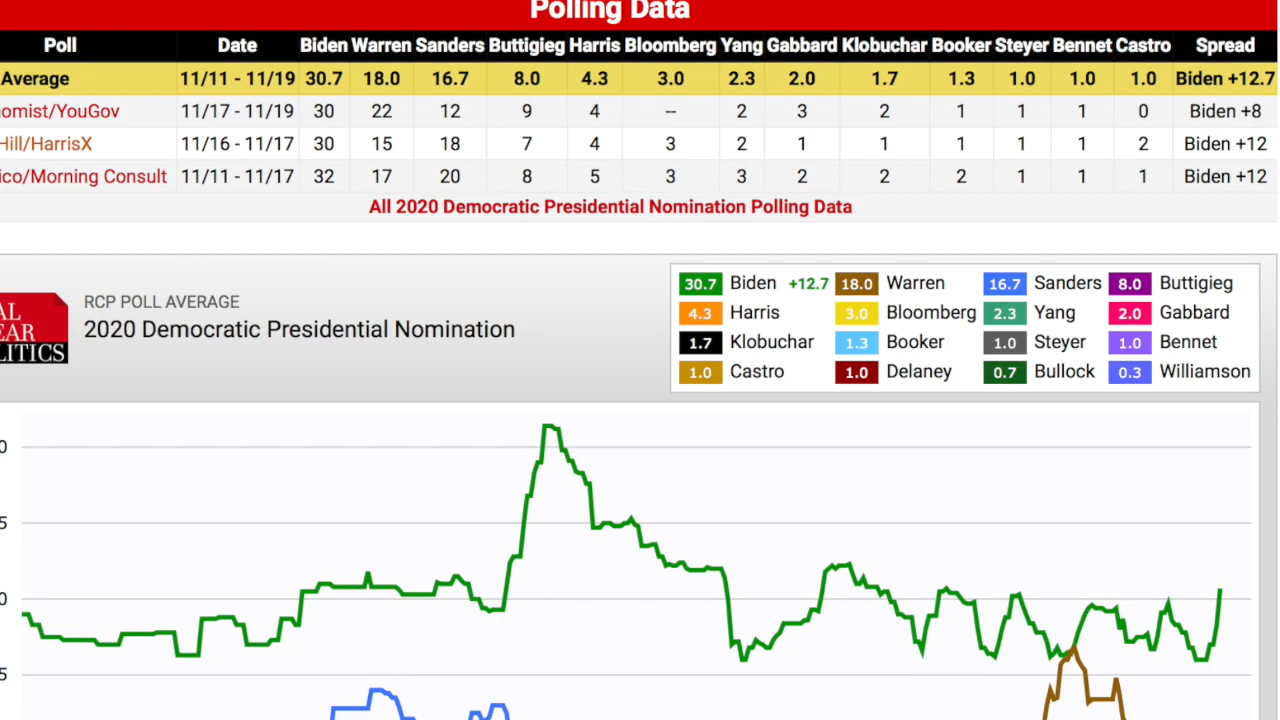 Polling Data
Poll Date Biden Warren Sanders Buttigieg Harris Bloomberg Yang Gabbard Klobuchar Booker Steyer Bennet Castro Spread
Average 11/11 - 11/19 30.7 18.0 16.7 8.0 4.3 3.0 2.3 2.0 1.7 1.3 1.0 1.0 1.0 Biden +12.7
nomist/YouGov 11/17 - 11/19 30 22 12 9 4 -- 2 3 2 1 1 1 0 Biden +8
Hill/HarrisX 11/16 - 11/17 30 15 18 7 4 3 2 1 1 1 1 1 2 Biden +12
ico/Morning Consult 11/11 - 11/17 32 17 20 8 5 3 3 2 2 2 1 1 1 Biden +12
All 2020 Democratic Presidential Nomination Polling Data
30.7 Biden +12.7 18.0 Warren 16.7 Sanders 8.0 Buttigieg
4.3 Harris 3.0 Bloomberg 2.3 Yang 2.0 Gabbard
1.7 Klobuchar 1.3 Booker 1.0 Steyer 1.0 Bennet
1.0 Castro 1.0 Delaney 0.7 Bullock 0.3 Williamson
AL
EAR
LITICS
RCP POLL AVERAGE
2020 Democratic Presidential Nomination
0
5
0
5